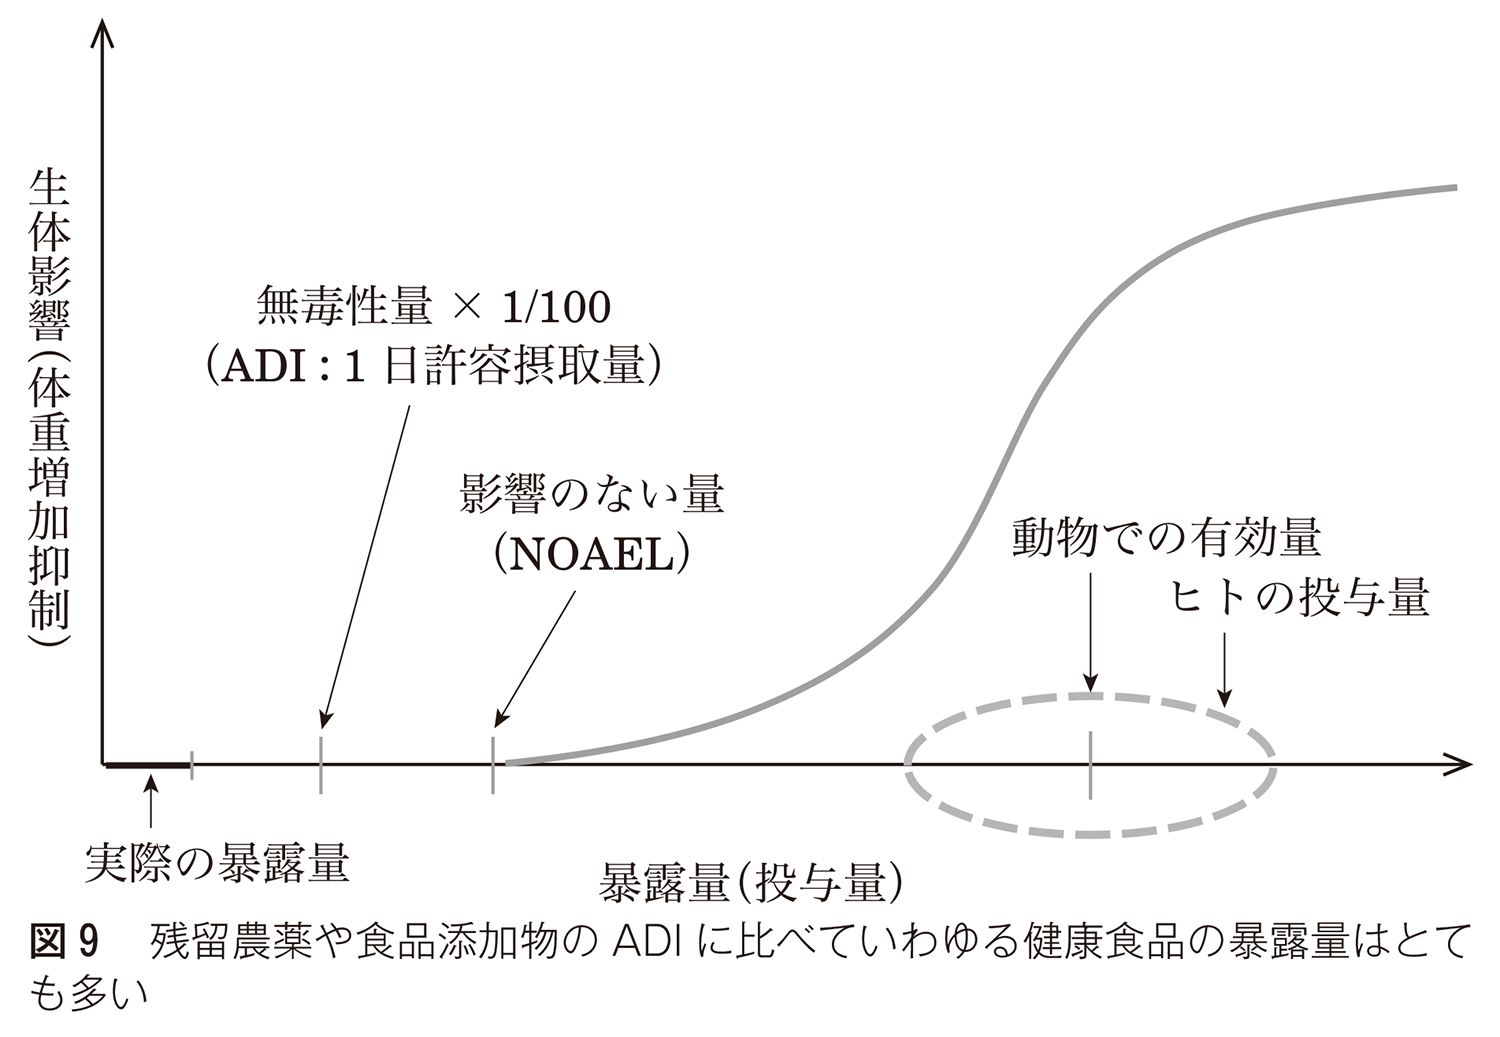 生体影響(体重増加抑制)
無毒性量 × 1/100
(ADI：1 日許容摂取量)
影響のない量
(NOAEL)
動物での有効量
ヒトの投与量
実際の暴露量
暴露量(投与量)
図 9　残留農薬や食品添加物の ADI に比べていわゆる健康食品の暴露量はとて
も多い